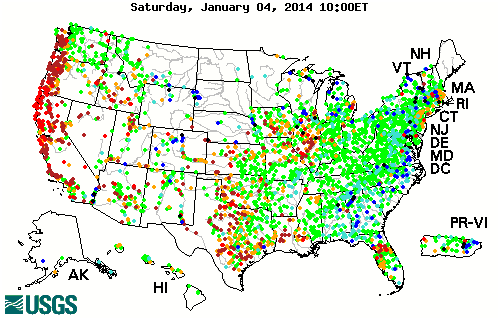 Saturday, January 04, 2014 10:00ET
NH
VT
MA
RI
CT
NJ
DE
MD
DC
PR-VI
AK
HI
USGS